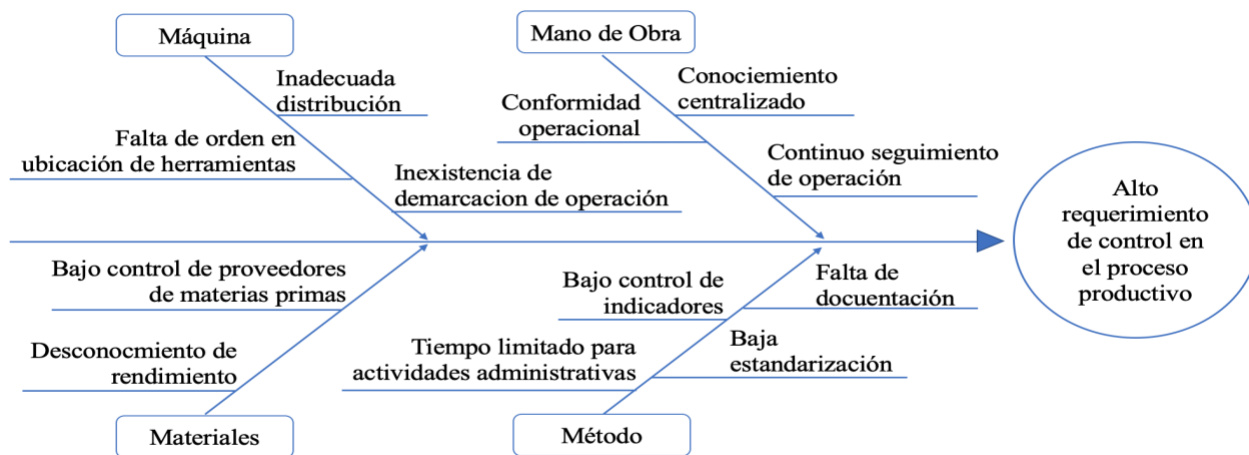 Máquina
Inadecuada
distribución
Falta de orden en
ubicación de herramientas
Inexistencia de
demarcacion de operación
Mano de Obra
Conociemiento
centralizado
Conformidad
operacional
Continuo seguimiento
de operación
Alto
requerimiento
de control en
el proceso
productivo
Bajo control de proveedores
de materias primas
Desconocmiento de
rendimiento
Materiales
Bajo control de
indicadores
Falta de
docuentación
Tiempo limitado para
actividades administrativas
Baja
estandarización
Método